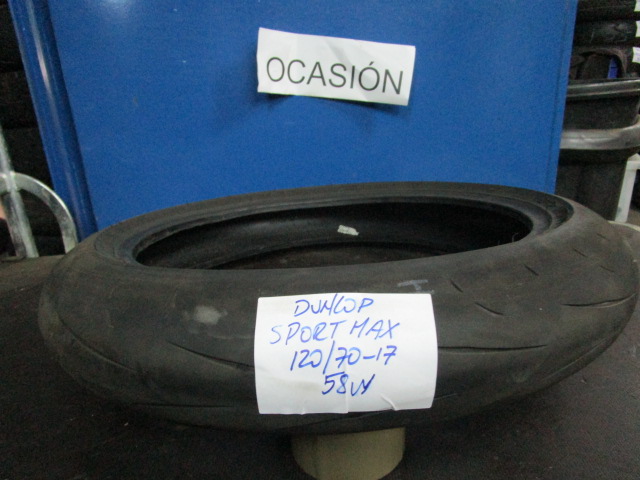 OCASIÓN
DUNLOP
SPORT MAX
120/70-17
58W